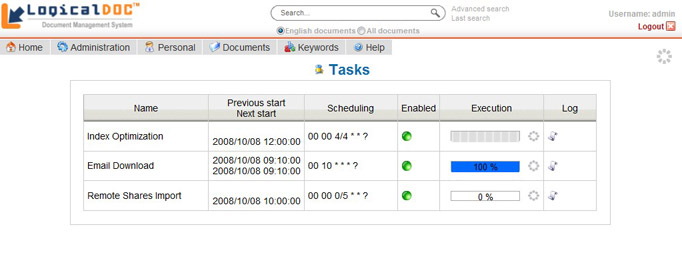 LogicalDOC™
Document Management System
Search...
English documents All documents
Advanced search
Last search
Username: admin
Logout
Home Administration Personal Documents Keywords Help
Tasks
Name Previous start Next start Scheduling Enabled Execution Log
Index Optimization 2008/10/08 12:00:00 00 00 4/4 * * ?
Email Download 2008/10/08 09:10:00 2008/10/08 09:10:00 00 10 * * * ? 100 %
Remote Shares Import 2008/10/08 10:00:00 00 00 0/5 * * ? 0 %